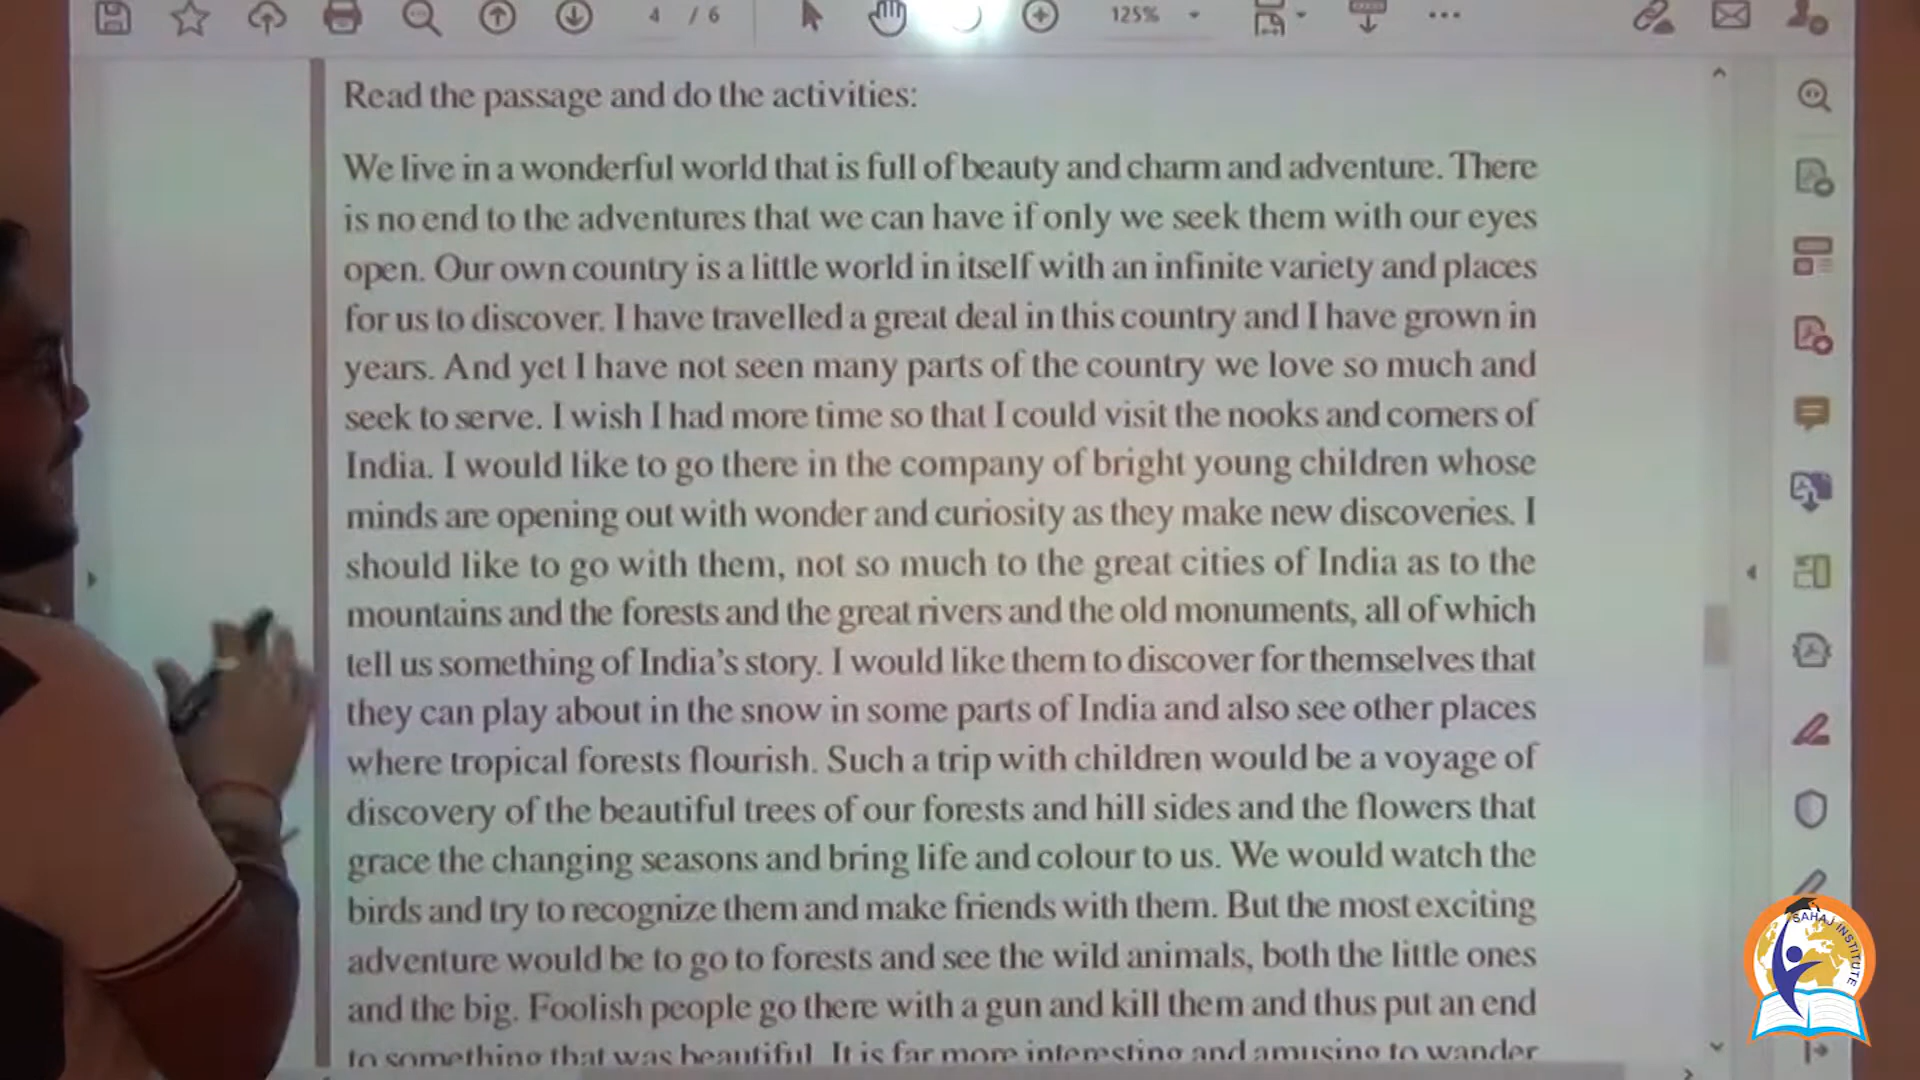 4 / 6
125%
Read the passage and do the activities:
We live in a wonderful world that is full of beauty and charm and adventure. There
is no end to the adventures that we can have if only we seek them with our eyes
open. Our own country is a little world in itself with an infinite variety and places
for us to discover. I have travelled a great deal in this country and I have grown in
years. And yet I have not seen many parts of the country we love so much and
seek to serve. I wish I had more time so that I could visit the nooks and corners of
India. I would like to go there in the company of bright young children whose
minds are opening out with wonder and curiosity as they make new discoveries. I
should like to go with them, not so much to the great cities of India as to the
mountains and the forests and the great rivers and the old monuments, all of which
tell us something of India's story. I would like them to discover for themselves that
they can play about in the snow in some parts of India and also see other places
where tropical forests flourish. Such a trip with children would be a voyage of
discovery of the beautiful trees of our forests and hill sides and the flowers that
grace the changing seasons and bring life and colour to us. We would watch the
birds and try to recognize them and make friends with them. But the most exciting
adventure would be to go to forests and see the wild animals, both the little ones
and the big. Foolish people go there with a gun and kill them and thus put an end
to something that was beautiful. It is far more interesting and amusing to wander
SAHAJ INSTITUTE